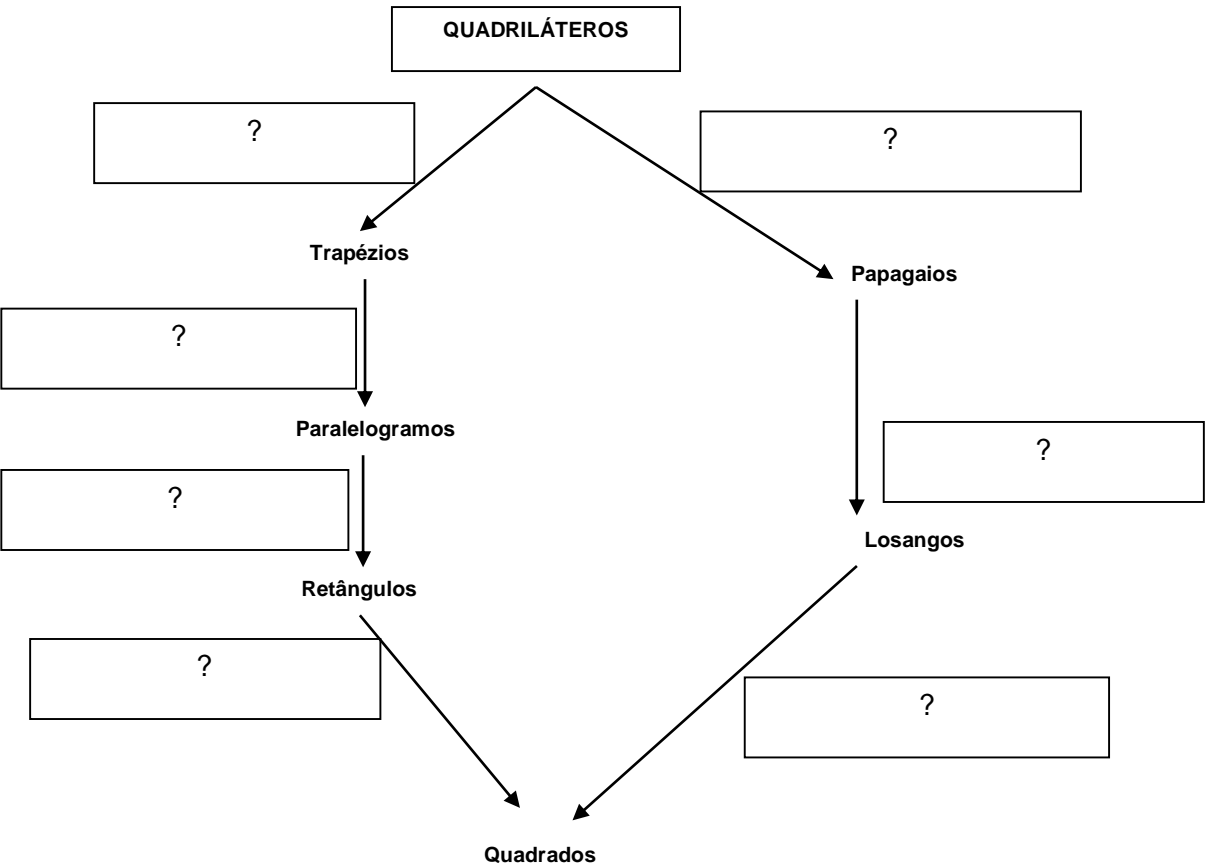 QUADRILÁTEROS
?
?
Trapézios
Papagaios
?
Paralelogramos
?
?
Losangos
Retângulos
?
?
Quadrados